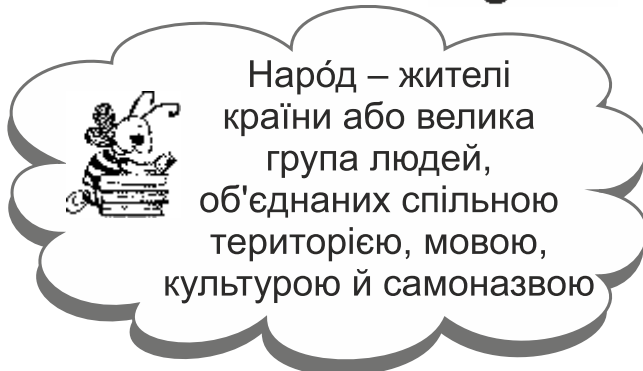 Наро́д – жителі
країни або велика
група людей,
об'єднаних спільною
територією, мовою,
культурою й самоназвою